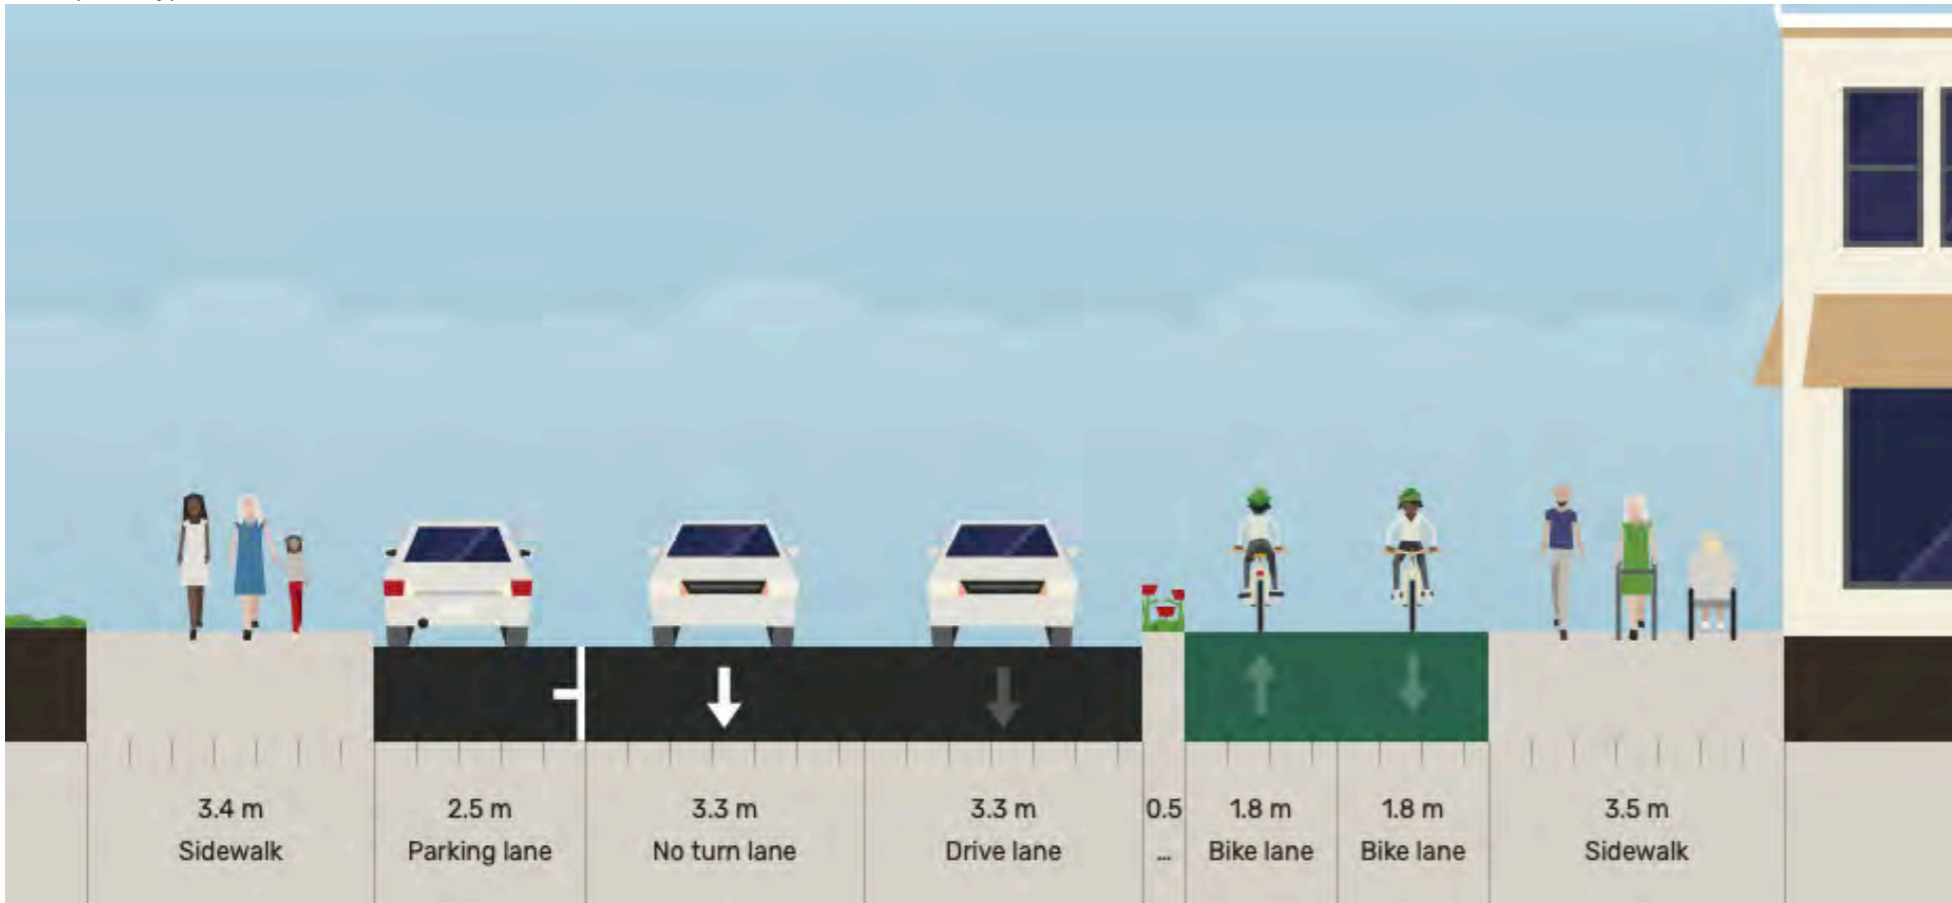 3.4 m
Sidewalk
2.5 m
Parking lane
3.3 m
No turn lane
3.3 m
Drive lane
0.5
...
1.8 m
Bike lane
1.8 m
Bike lane
3.5 m
Sidewalk